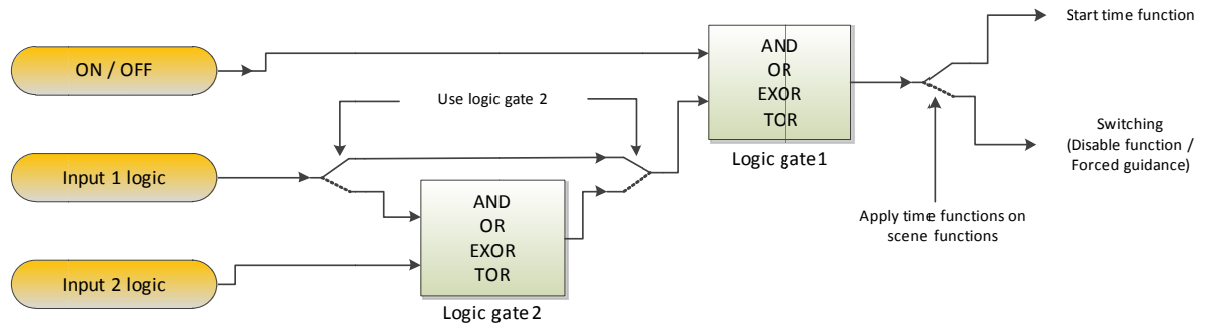 Start time function
AND
OR
EXOR
TOR
ON / OFF
Use logic gate 2
Switching
(Disable function /
Forced guidance)
Logic gate 1
Input 1 logic
AND
OR
EXOR
TOR
Apply time functions on
scene functions
Input 2 logic
Logic gate 2